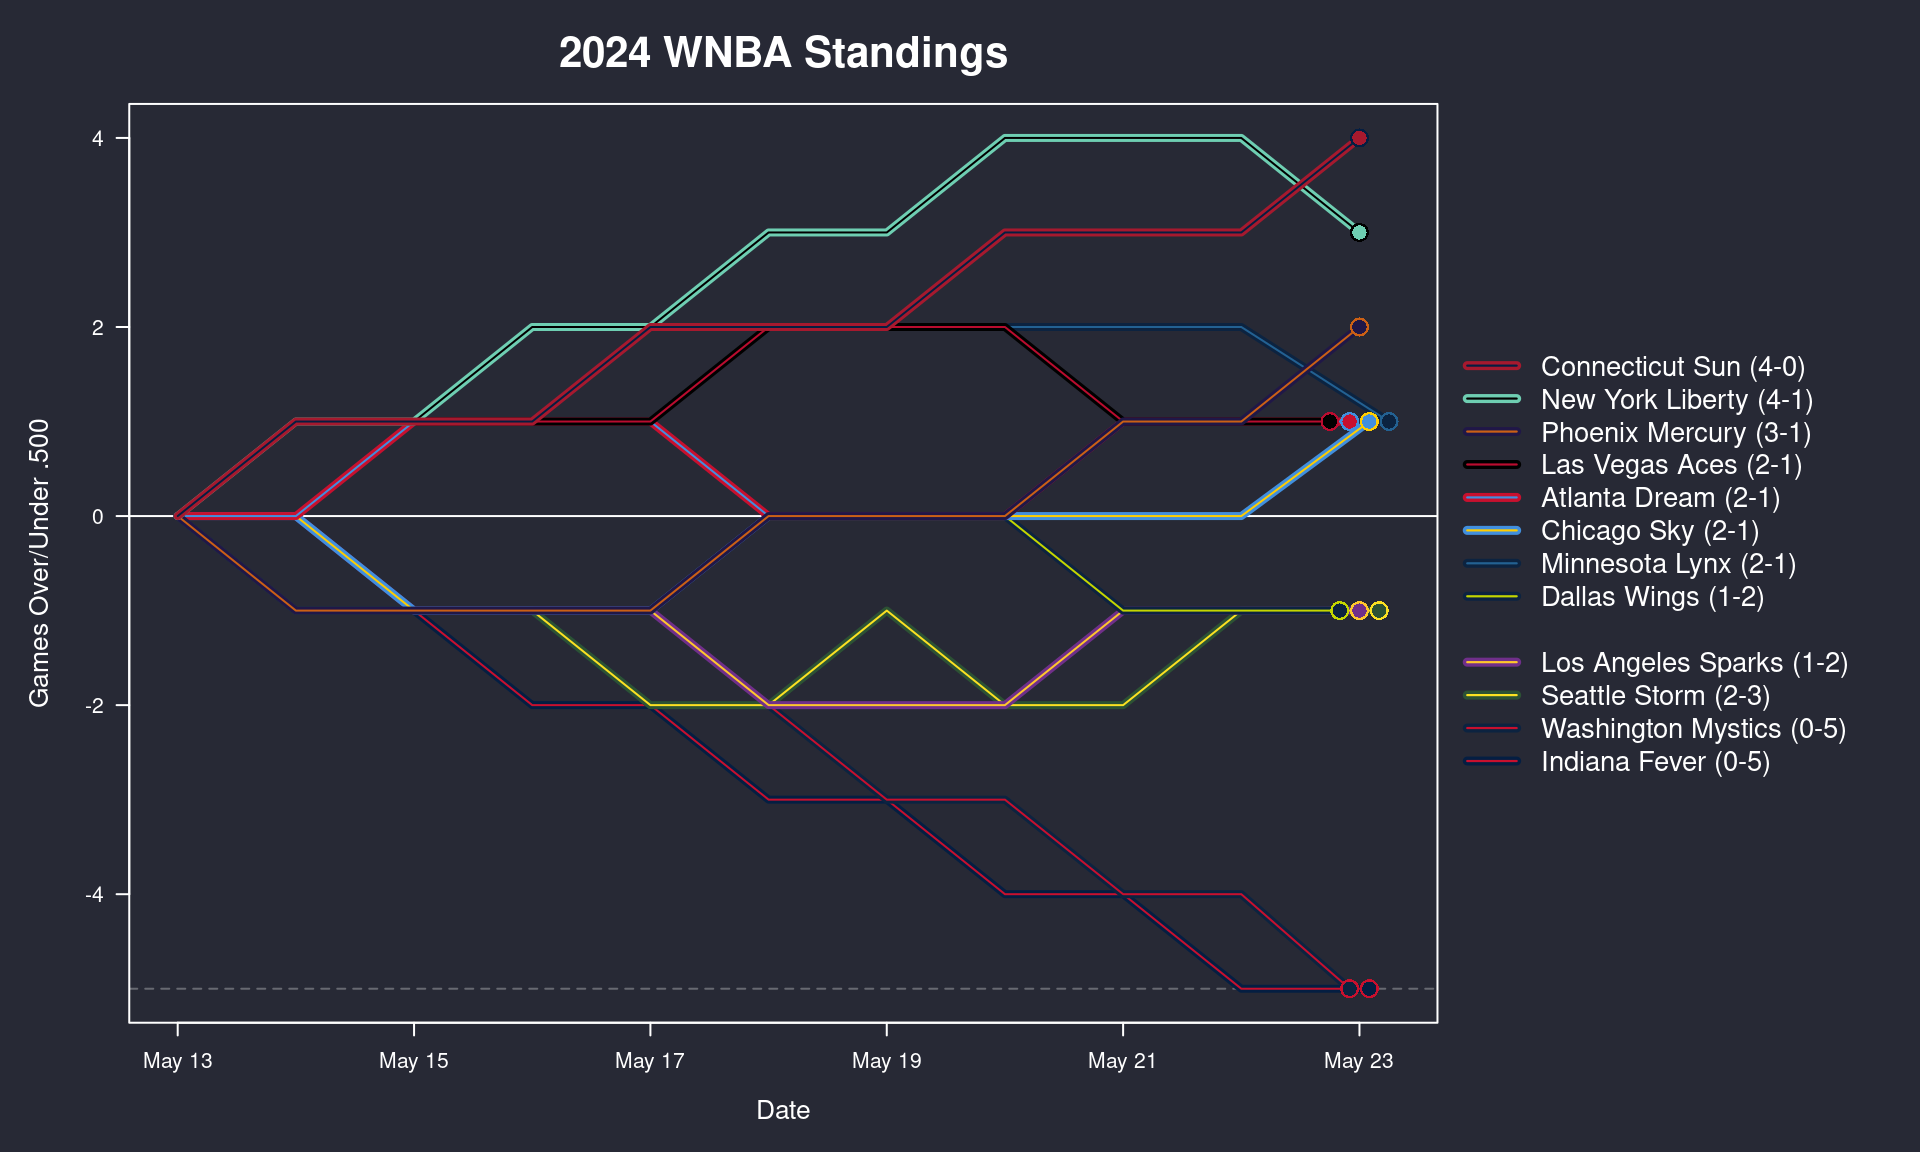 2024 WNBA Standings
Games Over/Under .500
4
2
0
-2
-4
May 13
May 15
May 17
May 19
May 21
May 23
Date
Connecticut Sun (4-0)
New York Liberty (4-1)
Phoenix Mercury (3-1)
Las Vegas Aces (2-1)
Atlanta Dream (2-1)
Chicago Sky (2-1)
Minnesota Lynx (2-1)
Dallas Wings (1-2)
Los Angeles Sparks (1-2)
Seattle Storm (2-3)
Washington Mystics (0-5)
Indiana Fever (0-5)